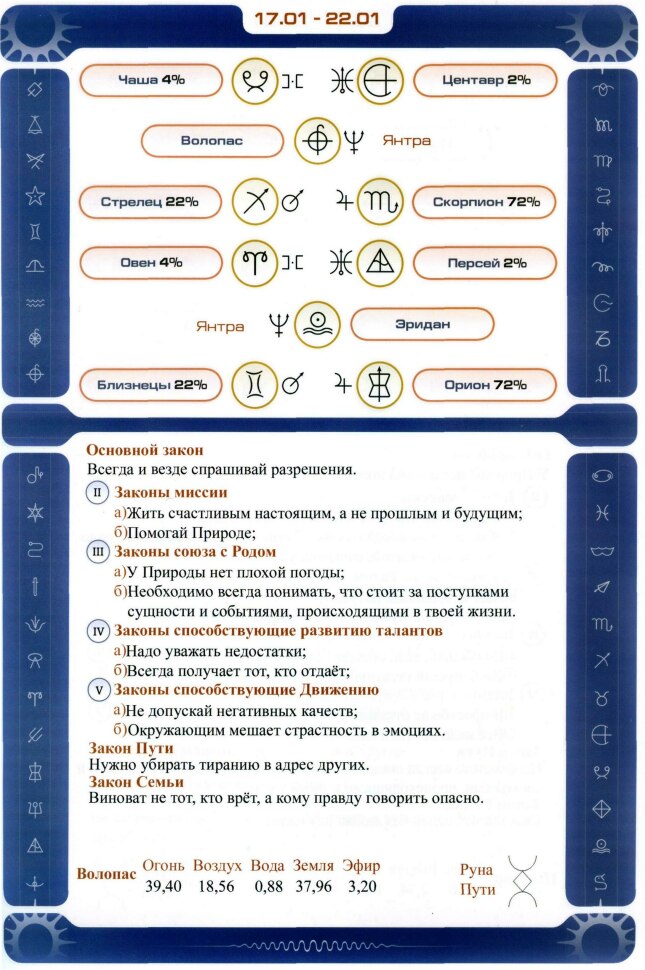 17.01 - 22.01
Чаша 4% Центавр 2%
Волопас Янтра
Стрелец 22% Скорпион 72%
Овен 4% Персей 2%
Янтра Эридан
Близнецы 22% Орион 72%
Основной закон
Всегда и везде спрашивай разрешения.
II Законы миссии
а)Жить счастливым настоящим, а не прошлым и будущим;
б)Помогай Природе;
III Законы союза с Родом
а)У Природы нет плохой погоды;
б)Необходимо всегда понимать, что стоит за поступками
сущности и событиями, происходящими в твоей жизни.
IV Законы способствующие развитию талантов
а)Надо уважать недостатки;
б)Всегда получает тот, кто отдаёт;
V Законы способствующие Движению
а)Не допускай негативных качеств;
б)Окружающим мешает страстность в эмоциях.
Закон Пути
Нужно убирать тиранию в адрес других.
Закон Семьи
Виноват не тот, кто врёт, а кому правду говорить опасно.
Огонь Воздух Вода Земля Эфир Руна
Волопас 39,40 18,56 0,88 37,96 3,20 Пути